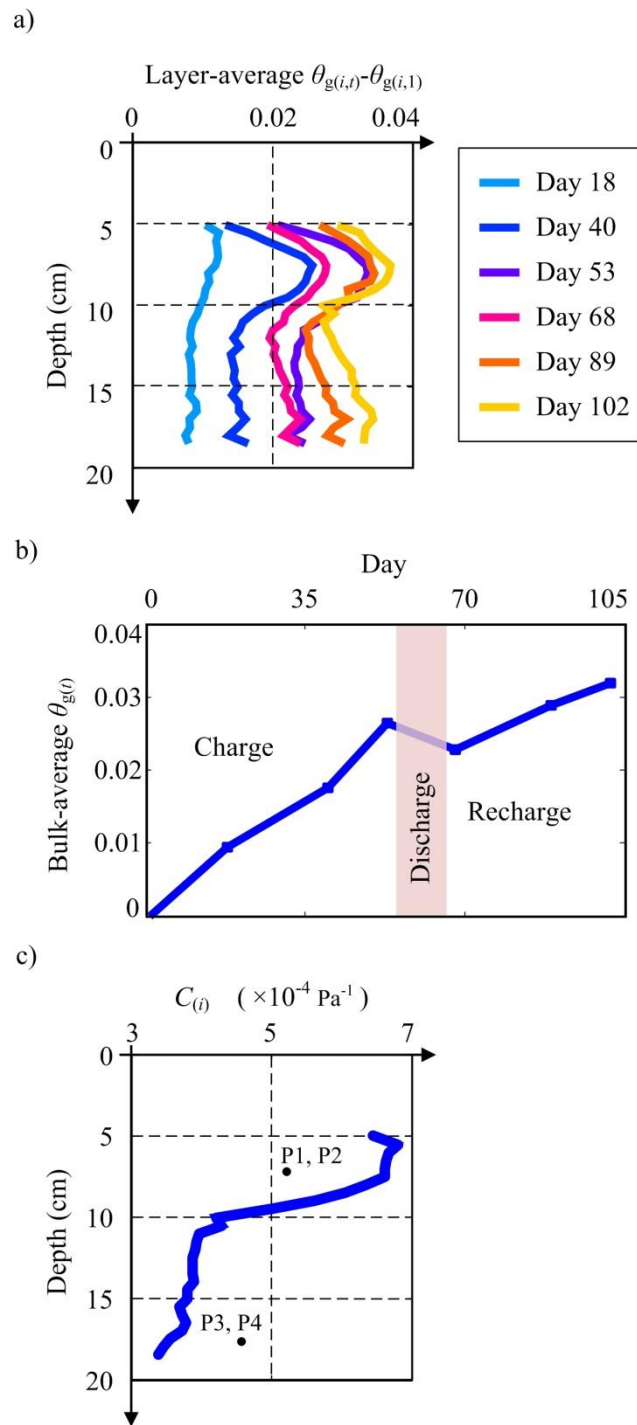 a)
Layer-average θg(i,t)-θg(i,1)
0 0.02 0.04
0
5
10
15
20
Depth (cm)
Day 18
Day 40
Day 53
Day 68
Day 89
Day 102
b)
Day
0 35 70 105
0.04
0.03
0.02
0.01
0
Bulk-average θg(t)
Charge
Discharge
Recharge
c)
C(i) (×10⁻⁴ Pa⁻¹)
3 5 7
0
5
10
15
20
Depth (cm)
P1, P2
P3, P4